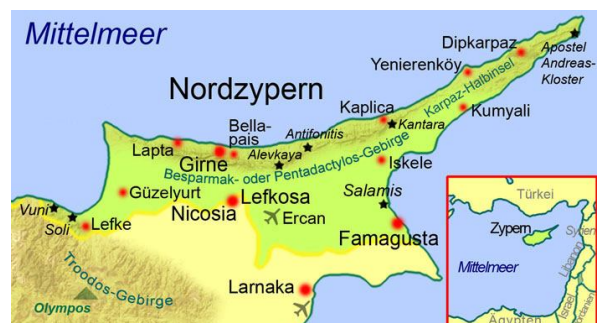 Mittelmeer
Dipkarpaz
Apostel
Andreas-
Kloster
Yenierenköy
Nordzypern
Karpaz-Halbinsel
Kaplica
Kumyali
Bella-
pais
Antifonitis
Kantara
Lapta
Girne
Alevkaya
Besparmak- oder Pentadactylos-Gebirge
Iskele
Güzelyurt
Lefkosa
Salamis
Vuni
Nicosia
Ercan
Soli
Lefke
Famagusta
Troodos-Gebirge
Larnaka
Olympos
Türkei
Zypern
Syrien
Mittelmeer
Libanon
Israel
Jordanien
Ägypten